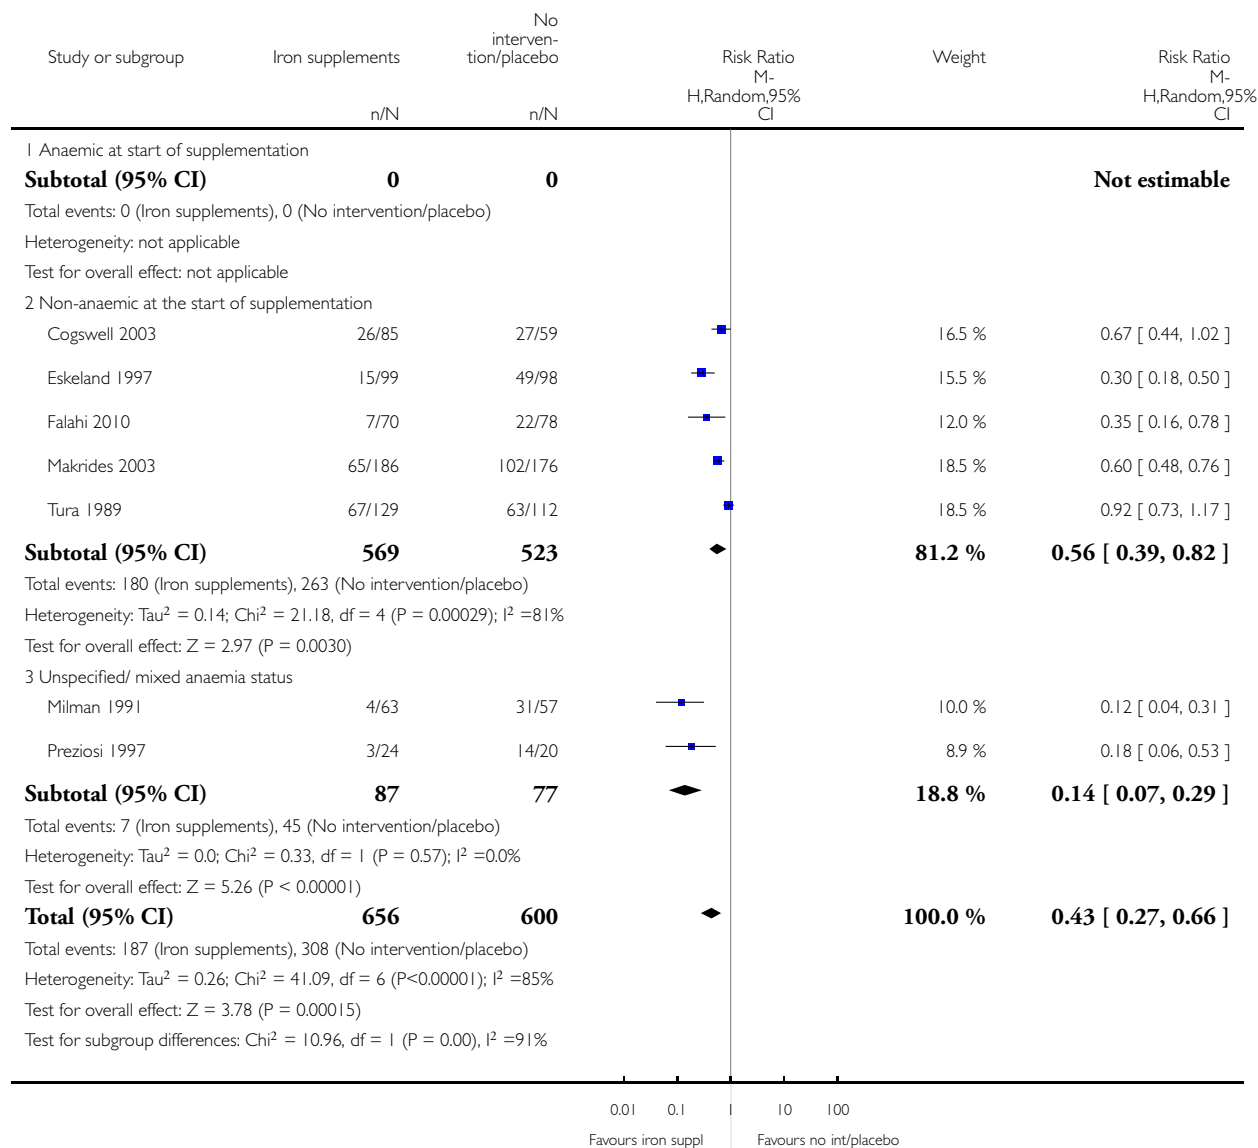 Study or subgroup Iron supplements No interven- tion/placebo Risk Ratio Weight Risk Ratio
M- H,Random,95% CI M- H,Random,95% CI
n/N n/N
1 Anaemic at start of supplementation
Subtotal (95% CI) 0 0 Not estimable
Total events: 0 (Iron supplements), 0 (No intervention/placebo)
Heterogeneity: not applicable
Test for overall effect: not applicable
2 Non-anaemic at the start of supplementation
Cogswell 2003 26/85 27/59 16.5 % 0.67 [ 0.44, 1.02 ]
Eskeland 1997 15/99 49/98 15.5 % 0.30 [ 0.18, 0.50 ]
Falahi 2010 7/70 22/78 12.0 % 0.35 [ 0.16, 0.78 ]
Makrides 2003 65/186 102/176 18.5 % 0.60 [ 0.48, 0.76 ]
Tura 1989 67/129 63/112 18.5 % 0.92 [ 0.73, 1.17 ]
Subtotal (95% CI) 569 523 81.2 % 0.56 [ 0.39, 0.82 ]
Total events: 180 (Iron supplements), 263 (No intervention/placebo)
Heterogeneity: Tau² = 0.14; Chi² = 21.18, df = 4 (P = 0.00029); I² =81%
Test for overall effect: Z = 2.97 (P = 0.0030)
3 Unspecified/ mixed anaemia status
Milman 1991 4/63 31/57 10.0 % 0.12 [ 0.04, 0.31 ]
Preziosi 1997 3/24 14/20 8.9 % 0.18 [ 0.06, 0.53 ]
Subtotal (95% CI) 87 77 18.8 % 0.14 [ 0.07, 0.29 ]
Total events: 7 (Iron supplements), 45 (No intervention/placebo)
Heterogeneity: Tau² = 0.0; Chi² = 0.33, df = 1 (P = 0.57); I² =0.0%
Test for overall effect: Z = 5.26 (P < 0.00001)
Total (95% CI) 656 600 100.0 % 0.43 [ 0.27, 0.66 ]
Total events: 187 (Iron supplements), 308 (No intervention/placebo)
Heterogeneity: Tau² = 0.26; Chi² = 41.09, df = 6 (P<0.00001); I² =85%
Test for overall effect: Z = 3.78 (P = 0.00015)
Test for subgroup differences: Chi² = 10.96, df = 1 (P = 0.00), I² =91%
0.01 0.1 1 10 100
Favours iron suppl Favours no int/placebo